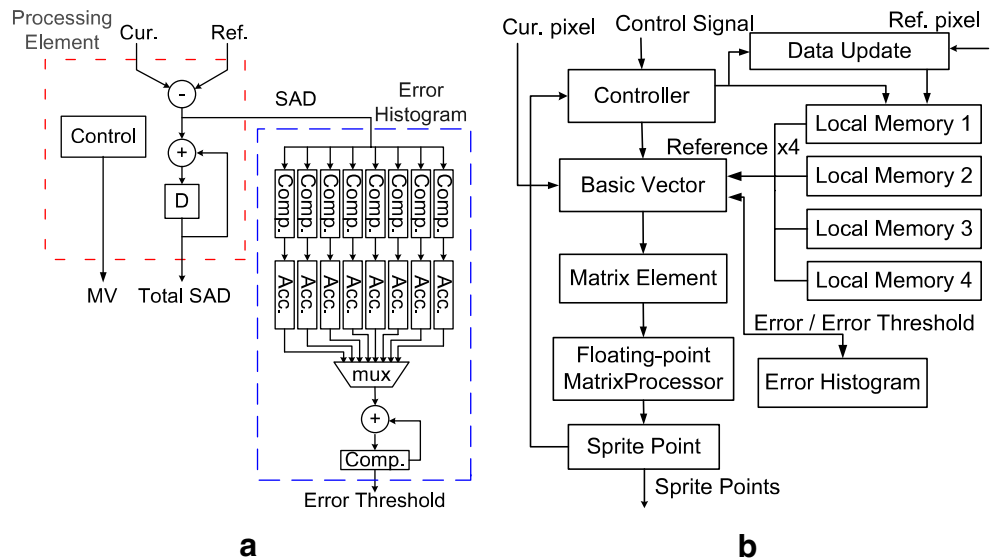 Processing
Element
Cur.
Ref.
-
Control
+
D
MV
Total SAD
SAD
Error
Histogram
Comp.
Comp.
Comp.
Comp.
Comp.
Comp.
Comp.
Comp.
Acc.
Acc.
Acc.
Acc.
Acc.
Acc.
Acc.
Acc.
mux
+
Comp.
Error Threshold
a
Cur. pixel
Control Signal
Ref. pixel
Data Update
Controller
Local Memory 1
Reference x4
Basic Vector
Local Memory 2
Local Memory 3
Matrix Element
Local Memory 4
Error / Error Threshold
Floating-point
MatrixProcessor
Error Histogram
Sprite Point
Sprite Points
b